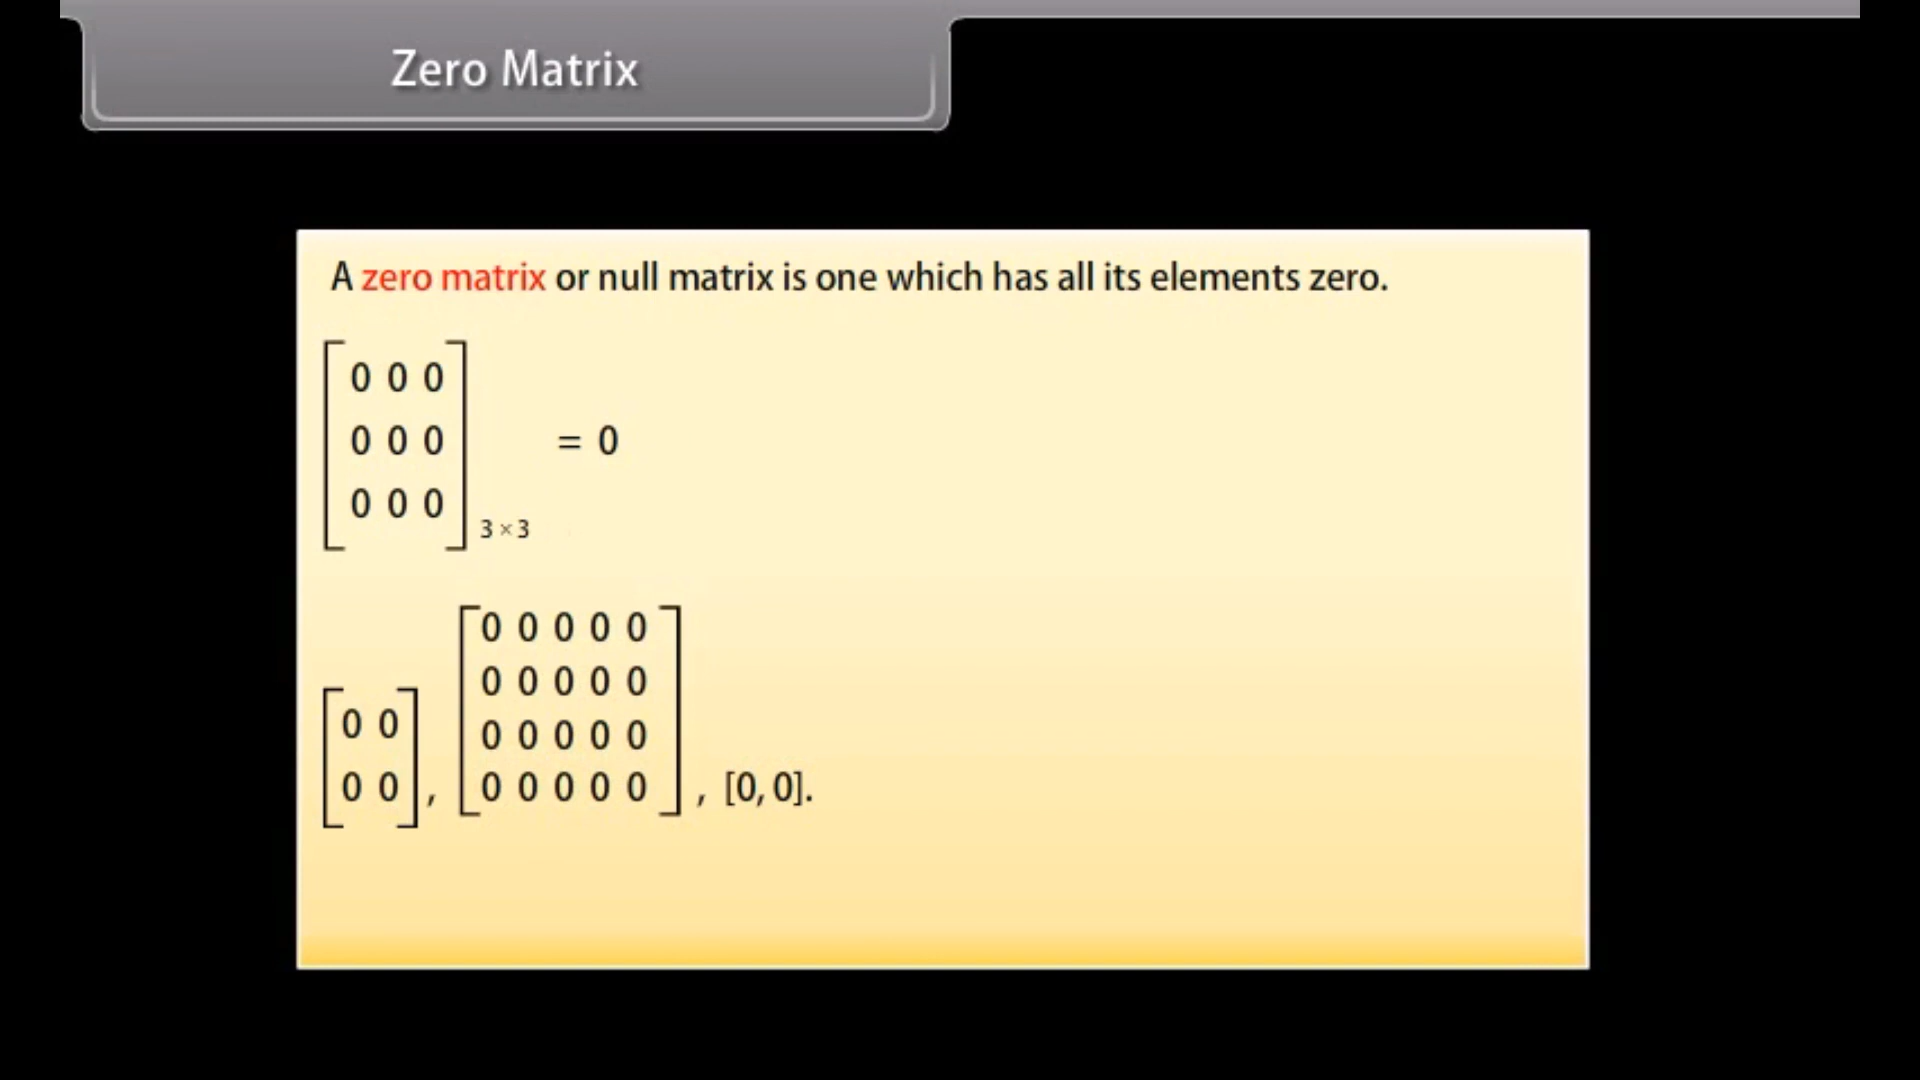 Zero Matrix
A zero matrix or null matrix is one which has all its elements zero.
0 0 0
0 0 0 = 0
0 0 0
3 × 3
0 0 0 0 0
0 0 0 0 0
0 0 0 0 0 0 0
0 0 , 0 0 0 0 0 , [0, 0].